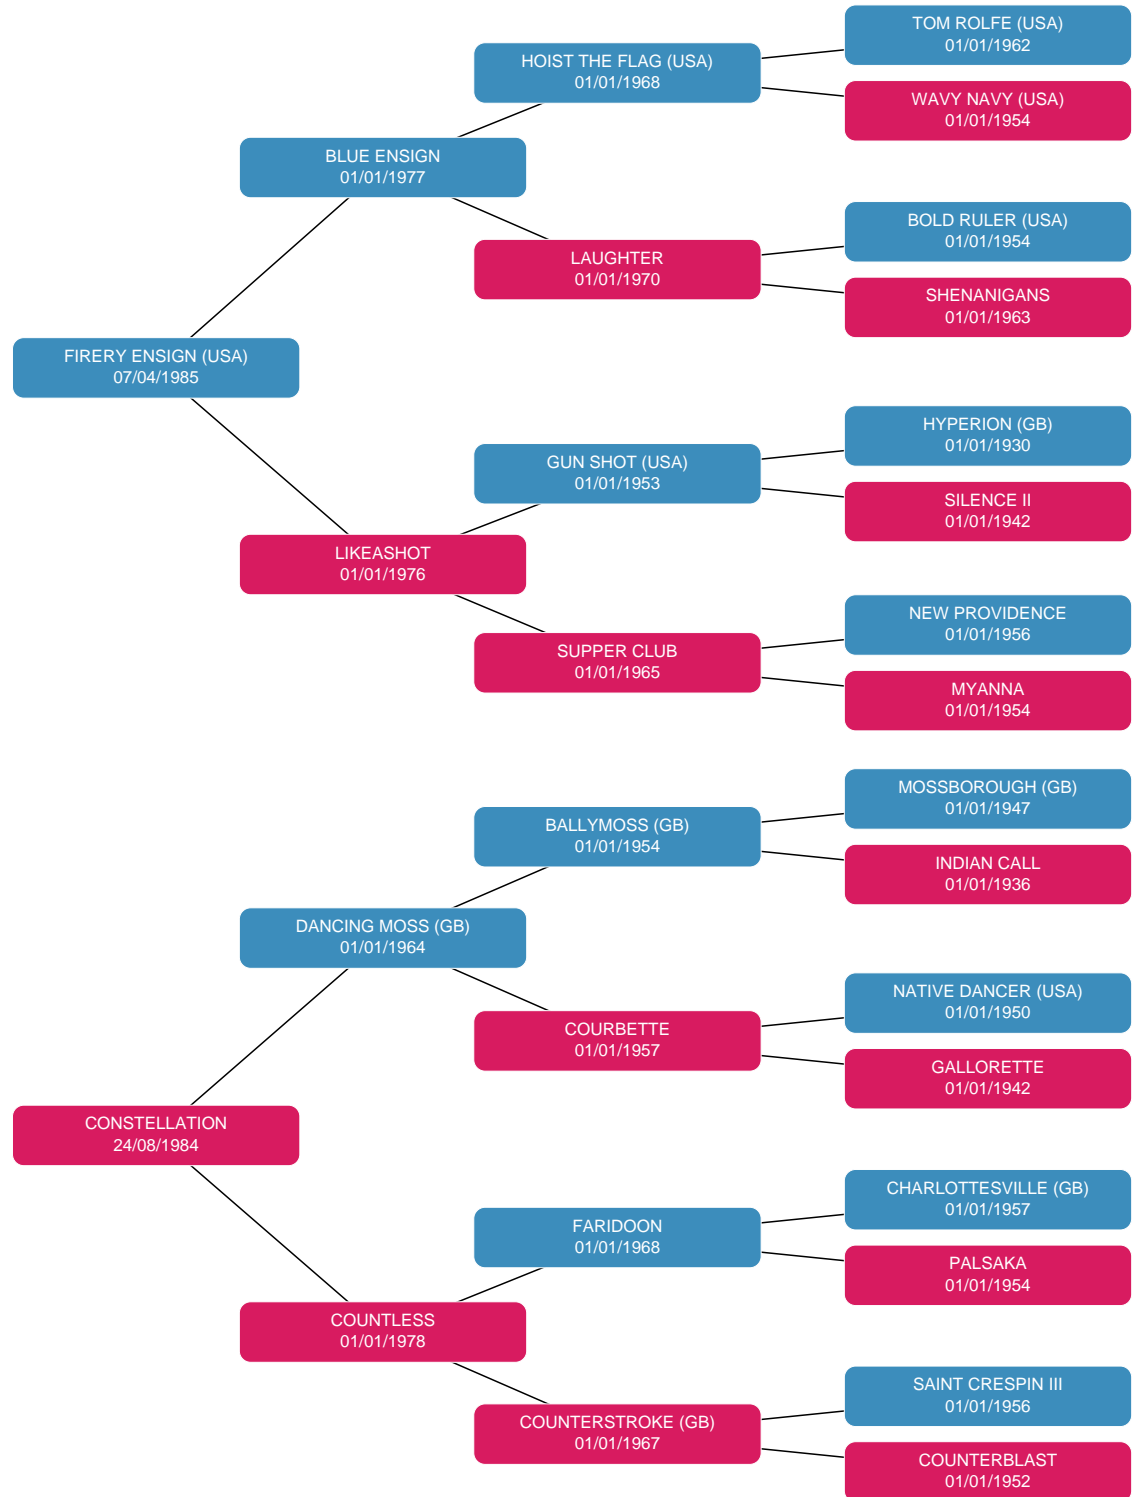 TOM ROLFE (USA)
01/01/1962
HOIST THE FLAG (USA)
01/01/1968
WAVY NAVY (USA)
01/01/1954
BLUE ENSIGN
01/01/1977
BOLD RULER (USA)
01/01/1954
LAUGHTER
01/01/1970
SHENANIGANS
01/01/1963
FIRERY ENSIGN (USA)
07/04/1985
HYPERION (GB)
01/01/1930
GUN SHOT (USA)
01/01/1953
SILENCE II
01/01/1942
LIKEASHOT
01/01/1976
NEW PROVIDENCE
01/01/1956
SUPPER CLUB
01/01/1965
MYANNA
01/01/1954
MOSSBOROUGH (GB)
01/01/1947
BALLYMOSS (GB)
01/01/1954
INDIAN CALL
01/01/1936
DANCING MOSS (GB)
01/01/1964
NATIVE DANCER (USA)
01/01/1950
COURBETTE
01/01/1957
GALLORETTE
01/01/1942
CONSTELLATION
24/08/1984
CHARLOTTESVILLE (GB)
01/01/1957
FARIDOON
01/01/1968
PALSAKA
01/01/1954
COUNTLESS
01/01/1978
SAINT CRESPIN III
01/01/1956
COUNTERSTROKE (GB)
01/01/1967
COUNTERBLAST
01/01/1952